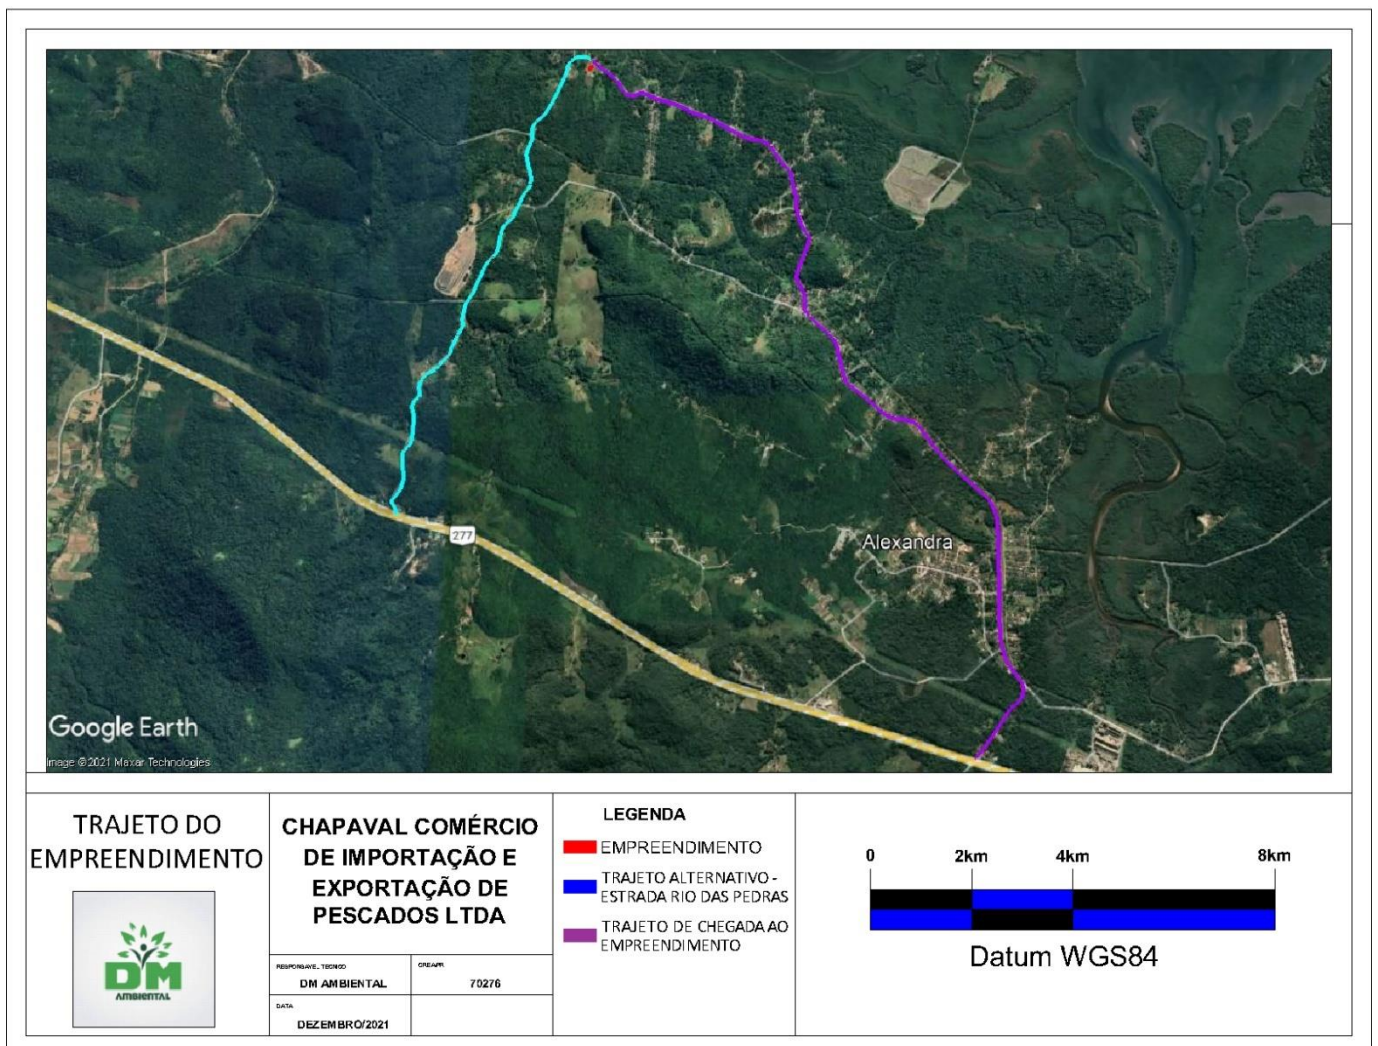 Alexandra
277
Google Earth
Image ©2021 Maxar Technologies
TRAJETO DO
EMPREENDIMENTO
DM
AMBIENTAL
CHAPAVAL COMÉRCIO
DE IMPORTAÇÃO E
EXPORTAÇÃO DE
PESCADOS LTDA
RESPONSAVEL TECNICO
DM AMBIENTAL
CREA/PR
70276
DATA
DEZEMBRO/2021
LEGENDA
EMPREENDIMENTO
TRAJETO ALTERNATIVO -
ESTRADA RIO DAS PEDRAS
TRAJETO DE CHEGADA AO
EMPREENDIMENTO
0 2km 4km 8km
Datum WGS84